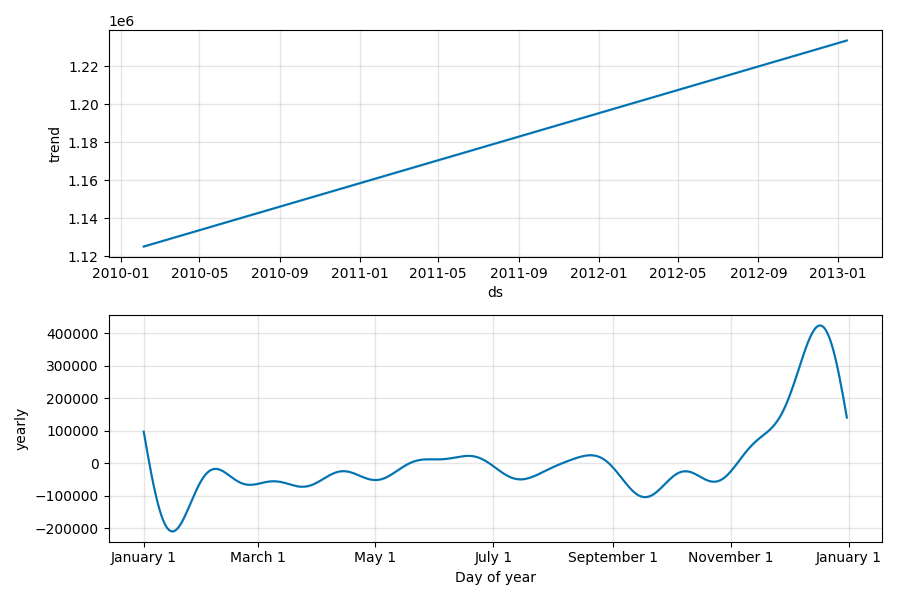 1e6
trend
1.22
1.20
1.18
1.16
1.14
1.12
2010-01 2010-05 2010-09 2011-01 2011-05 2011-09 2012-01 2012-05 2012-09 2013-01
ds
yearly
400000
300000
200000
100000
0
−100000
−200000
January 1 March 1 May 1 July 1 September 1 November 1 January 1
Day of year